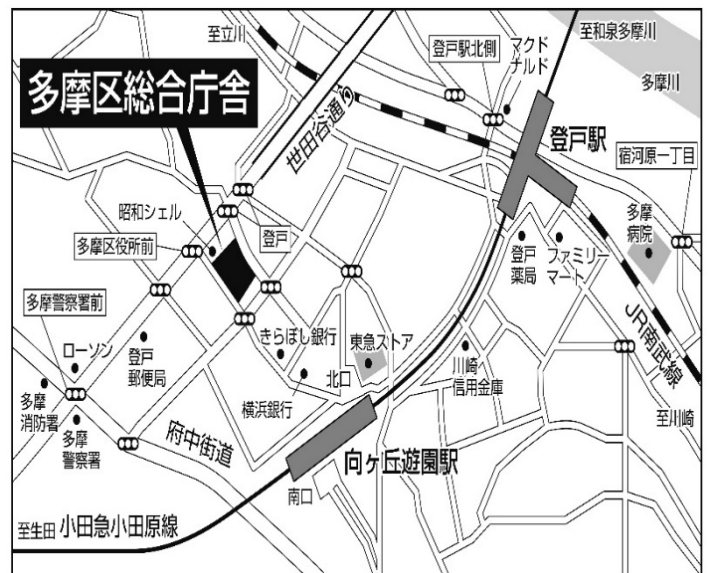 至立川
登戸駅北側
マクド
ナルド
至和泉多摩川
多摩川
多摩区総合庁舎
世田谷通り
登戸駅
宿河原一丁目
昭和シェル
多摩区役所前
登戸
登戸
薬局
ファミリー
マート
多摩
病院
多摩警察署前
ローソン
登戸
郵便局
きらぼし銀行
東急ストア
JR南武線
川崎
信用金庫
多摩
消防署
多摩
警察署
横浜銀行
北口
至川崎
府中街道
向ヶ丘遊園駅
南口
至生田
小田急小田原線